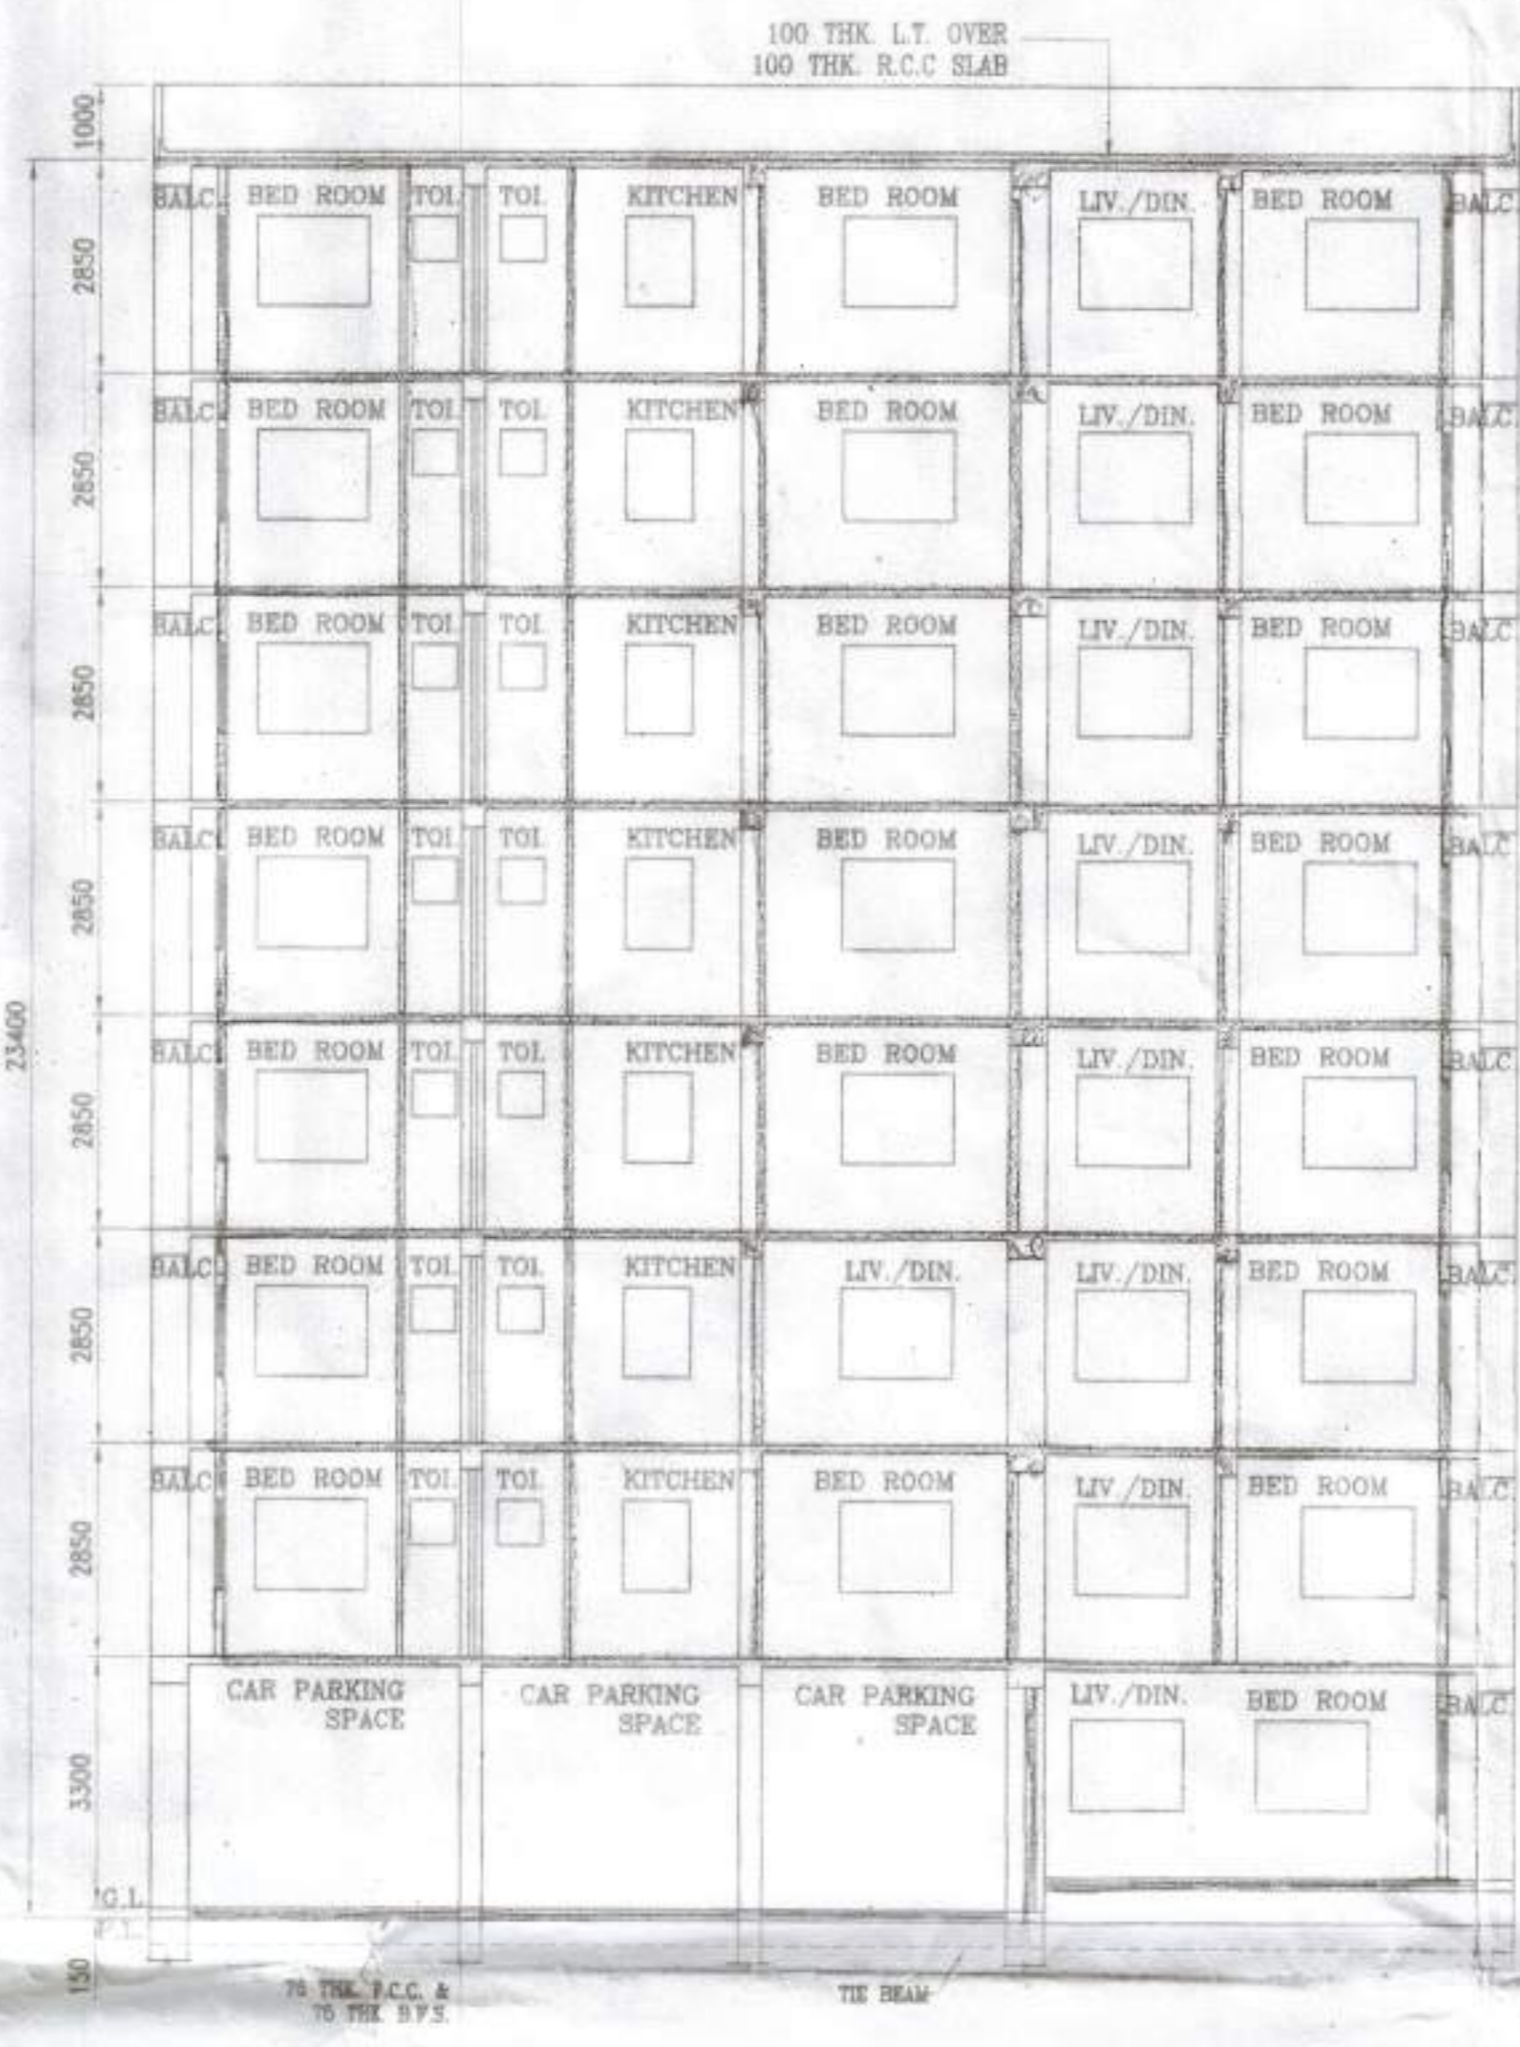 100 THK. L.T. OVER
100 THK. R.C.C SLAB
1000
BALC. BED ROOM TOI. TOI. KITCHEN BED ROOM LIV./DIN. BED ROOM BALC.
2850
BALC. BED ROOM TOI. TOI. KITCHEN BED ROOM LIV./DIN. BED ROOM BALC.
2850
BALC. BED ROOM TOI. TOI. KITCHEN BED ROOM LIV./DIN. BED ROOM BALC.
2850
BALC. BED ROOM TOI. TOI. KITCHEN BED ROOM LIV./DIN. BED ROOM BALC.
2850
23400
BALC. BED ROOM TOI. TOI. KITCHEN BED ROOM LIV./DIN. BED ROOM BALC.
2850
BALC. BED ROOM TOI. TOI. KITCHEN LIV./DIN. LIV./DIN. BED ROOM BALC.
2850
BALC. BED ROOM TOI. TOI. KITCHEN BED ROOM LIV./DIN. BED ROOM BALC.
2850
CAR PARKING CAR PARKING CAR PARKING LIV./DIN. BED ROOM BALC.
SPACE SPACE SPACE
3300
G.L.
150
75 THK. P.C.C. &
75 THK. B.F.S.
TIE BEAM